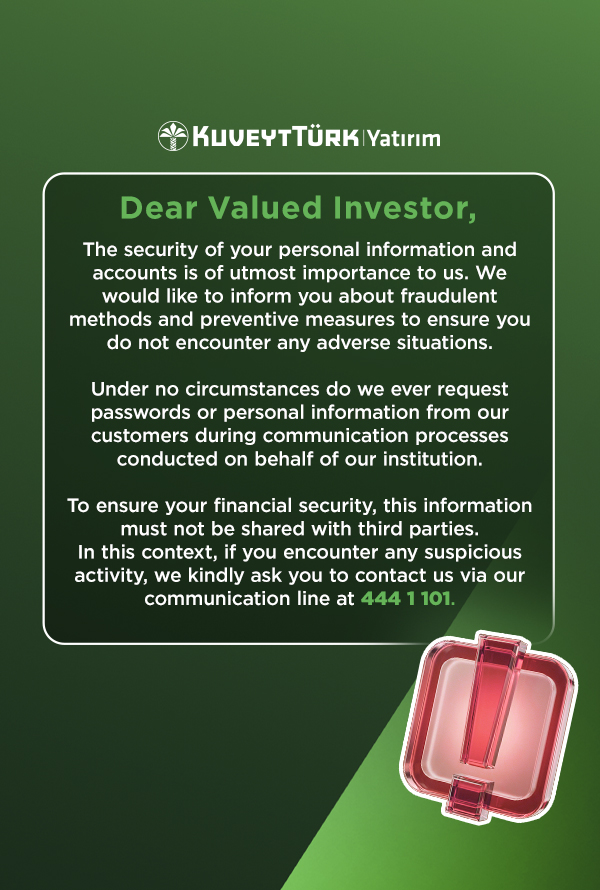 KUVEYTTÜRK | Yatırım
Dear Valued Investor,
The security of your personal information and
accounts is of utmost importance to us. We
would like to inform you about fraudulent
methods and preventive measures to ensure you
do not encounter any adverse situations.
Under no circumstances do we ever request
passwords or personal information from our
customers during communication processes
conducted on behalf of our institution.
To ensure your financial security, this information
must not be shared with third parties.
In this context, if you encounter any suspicious
activity, we kindly ask you to contact us via our
communication line at 444 1 101.